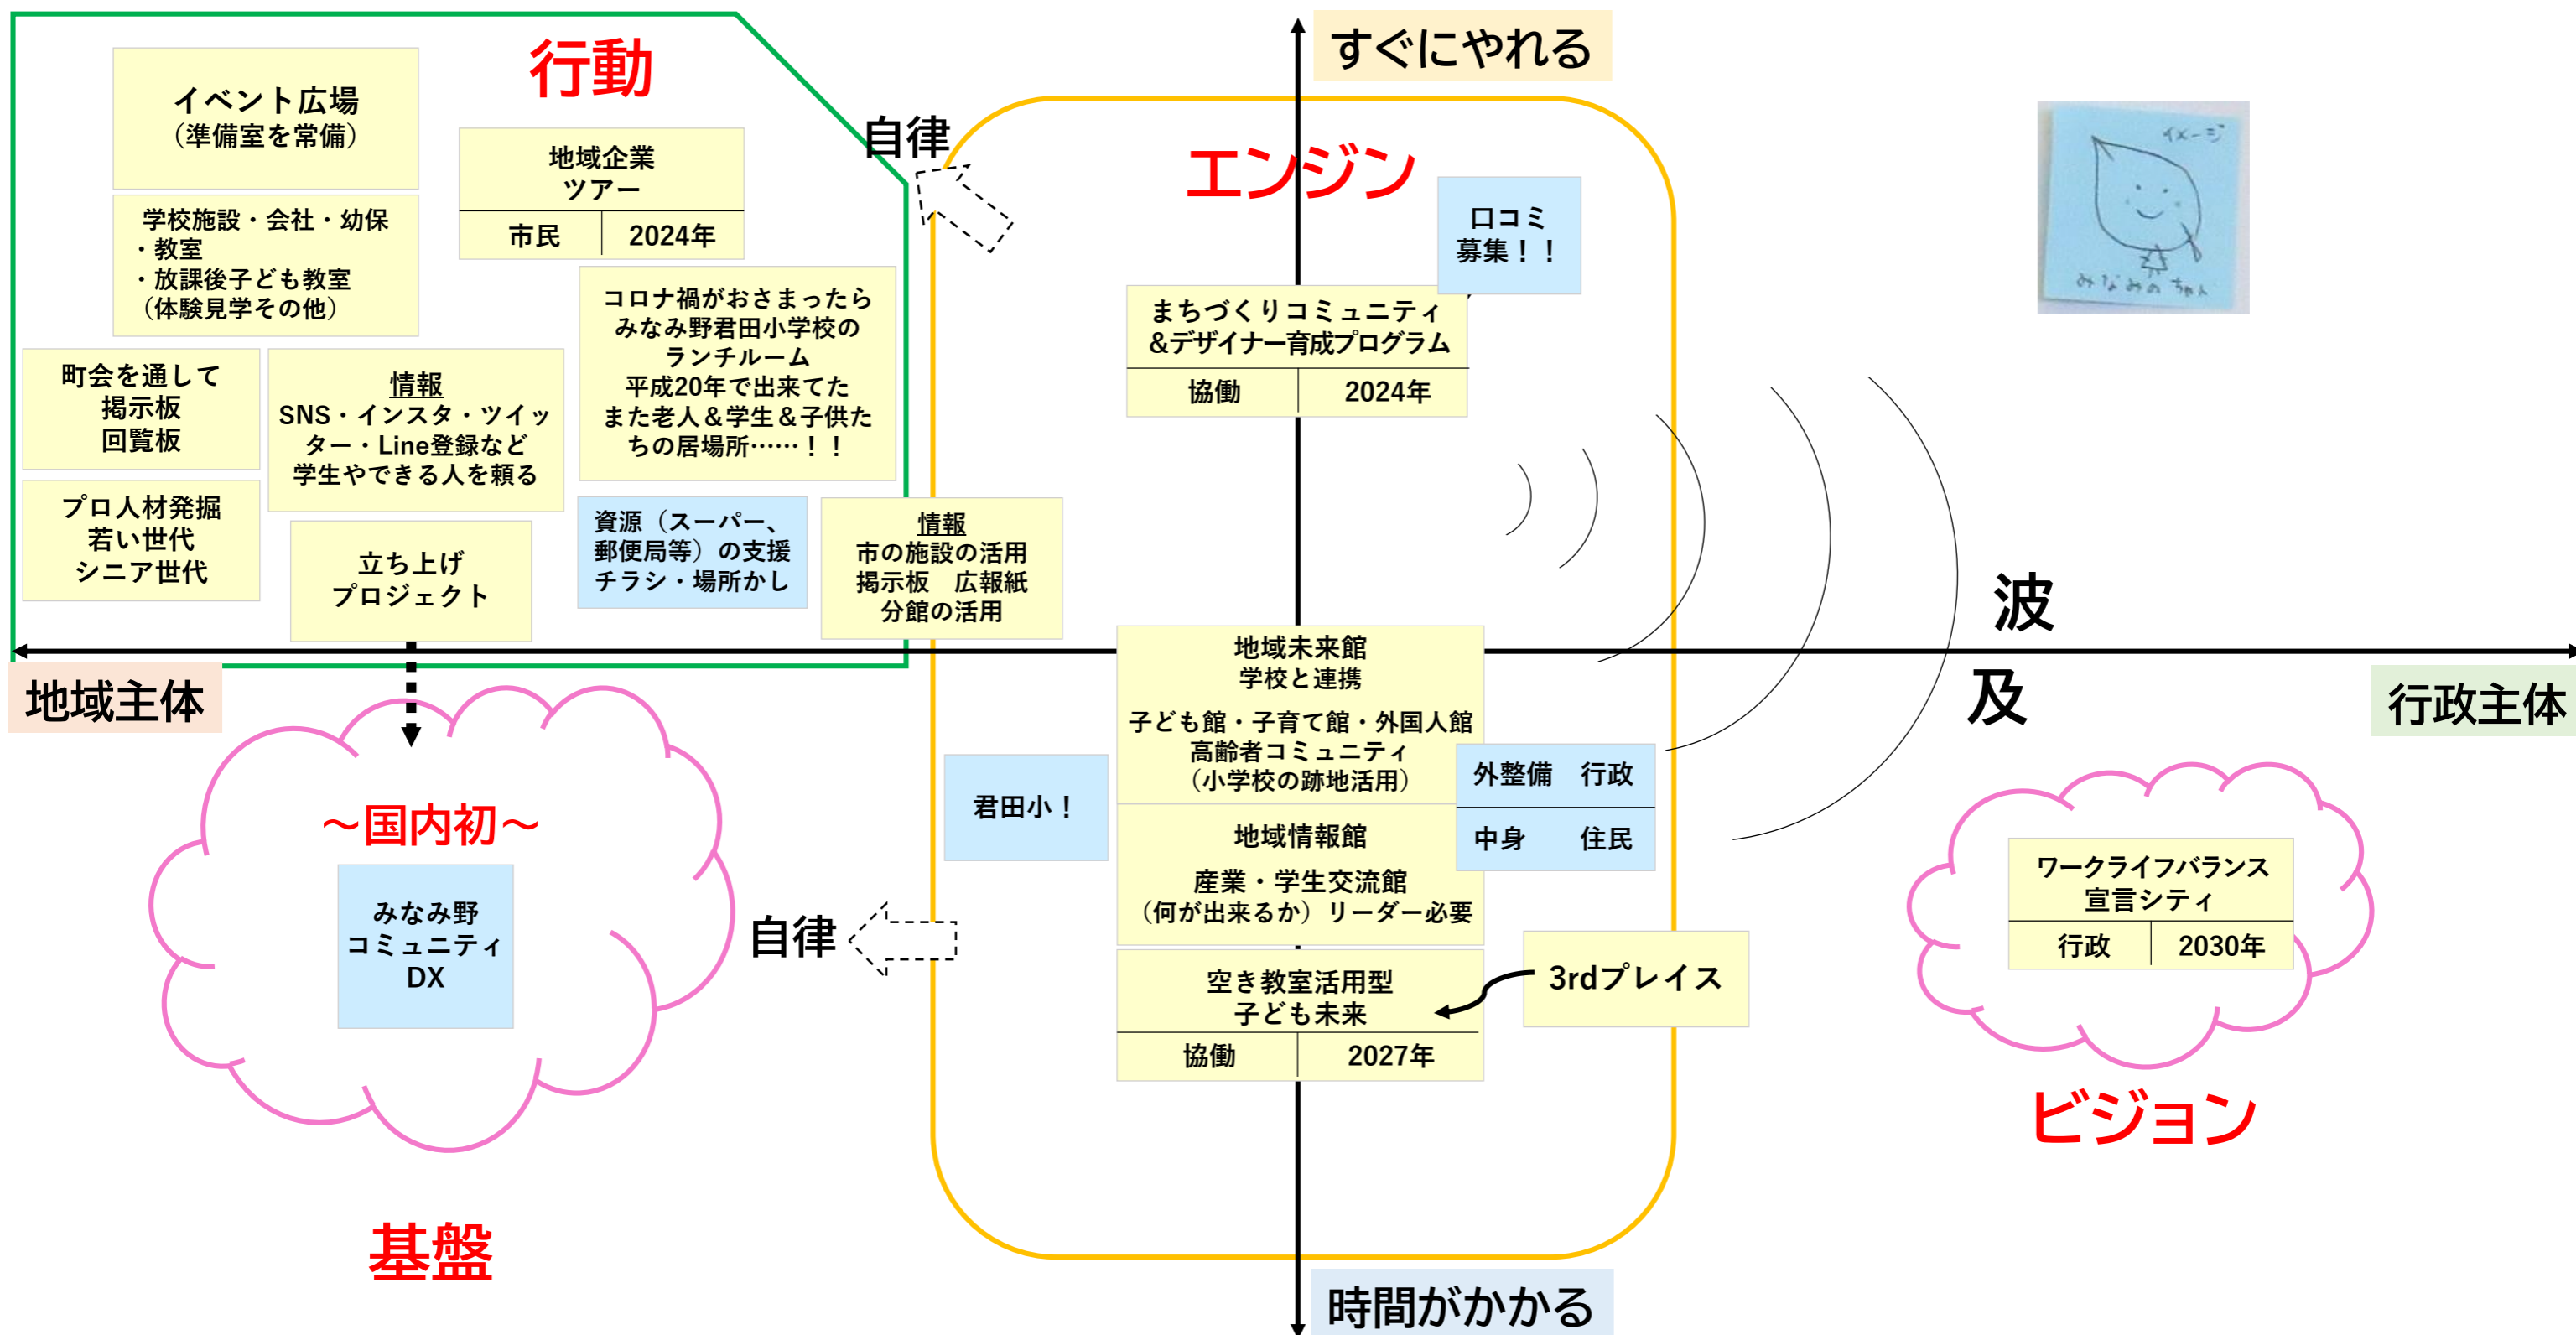 すぐにやれる
行動
イベント広場
（準備室を常備）
学校施設・会社・幼保
・教室
・放課後子ども教室
（体験見学その他）
地域企業
ツアー
市民 2024年
コロナ禍がおさまったら
みなみ野君田小学校の
ランチルーム
平成20年で出来てた
また老人＆学生＆子供た
ちの居場所……！！
町会を通して
掲示板
回覧板
情報
SNS・インスタ・ツイッ
ター・Line登録など
学生やできる人を頼る
プロ人材発掘
若い世代
シニア世代
立ち上げ
プロジェクト
資源（スーパー、
郵便局等）の支援
チラシ・場所かし
情報
市の施設の活用
掲示板　広報紙
分館の活用
自律
エンジン
口コミ
募集！！
まちづくりコミュニティ
&デザイナー育成プログラム
協働 2024年
イメージ
みなみのちゃん
波
及
地域主体
行政主体
地域未来館
学校と連携
子ども館・子育て館・外国人館
高齢者コミュニティ
（小学校の跡地活用）
地域情報館
産業・学生交流館
（何が出来るか）リーダー必要
君田小！
外整備　行政
中身　住民
空き教室活用型
子ども未来
協働 2027年
3rdプレイス
自律
～国内初～
みなみ野
コミュニティ
DX
基盤
ワークライフバランス
宣言シティ
行政 2030年
ビジョン
時間がかかる